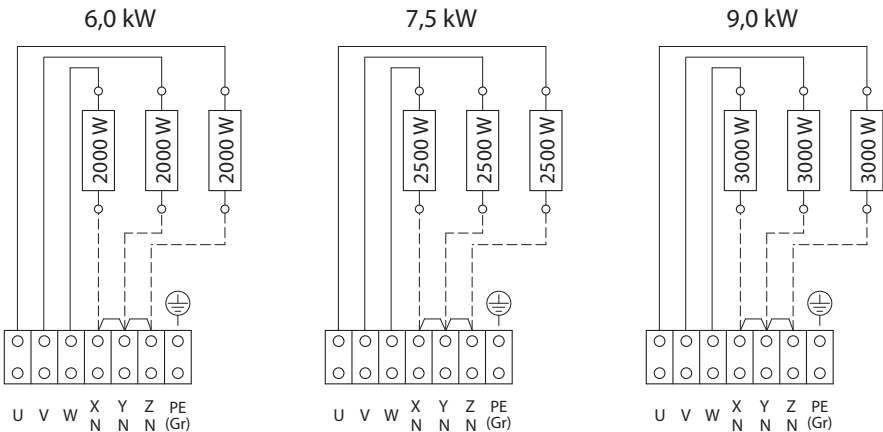 6,0 kW
2000 W
2000 W
2000 W
U V W X Y Z PE
N N N (Gr)
7,5 kW
2500 W
2500 W
2500 W
U V W X Y Z PE
N N N (Gr)
9,0 kW
3000 W
3000 W
3000 W
U V W X Y Z PE
N N N (Gr)